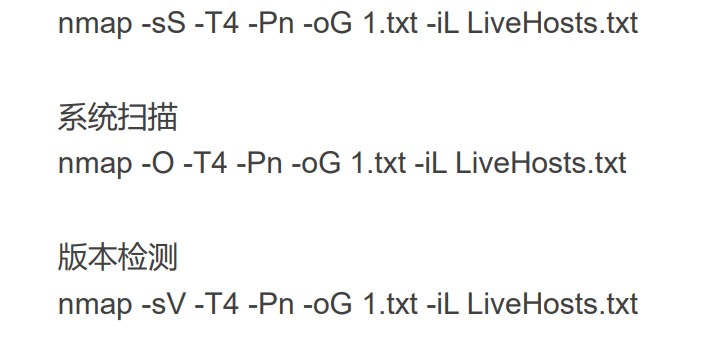 nmap -sS -T4 -Pn -oG 1.txt -iL LiveHosts.txt
系统扫描
nmap -O -T4 -Pn -oG 1.txt -iL LiveHosts.txt
版本检测
nmap -sV -T4 -Pn -oG 1.txt -iL LiveHosts.txt